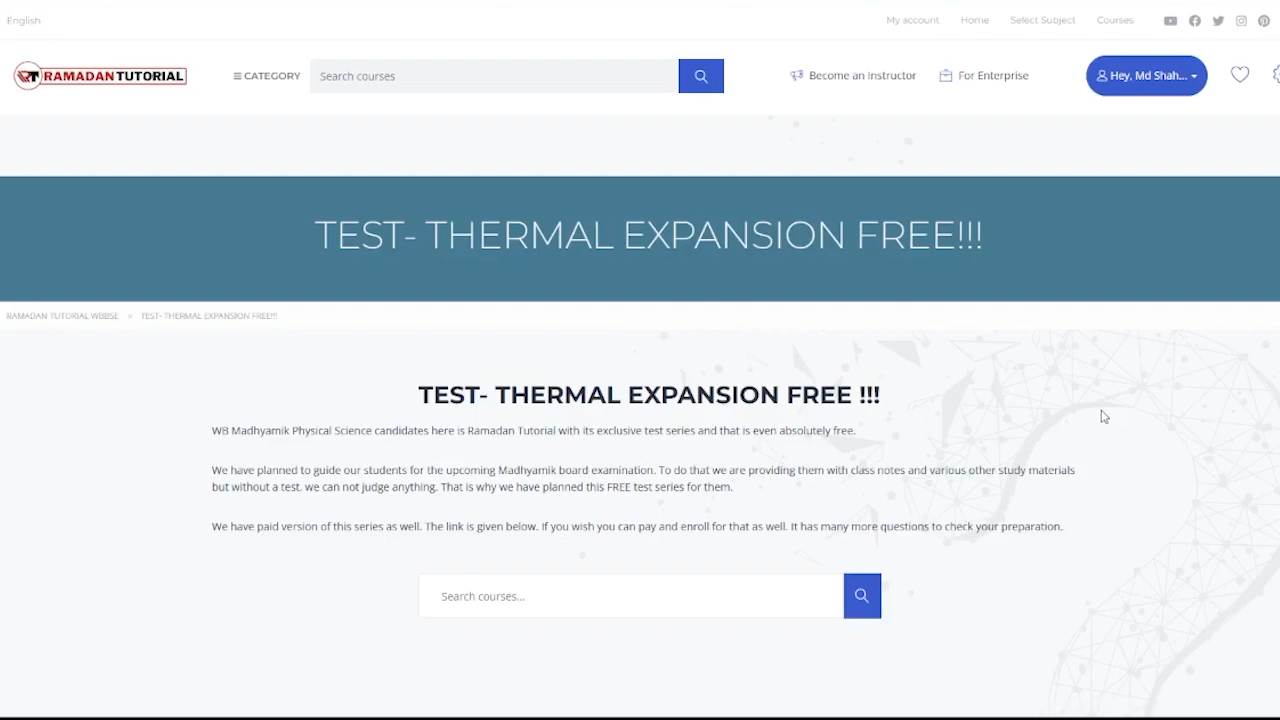 English
My account Home Select Subject Courses
RT RAMADAN TUTORIAL
CATEGORY
Search courses
Become an Instructor
For Enterprise
Hey, Md Shah...
TEST- THERMAL EXPANSION FREE!!!
RAMADAN TUTORIAL WBBSE > TEST- THERMAL EXPANSION FREE!!!
TEST- THERMAL EXPANSION FREE !!!
WB Madhyamik Physical Science candidates here is Ramadan Tutorial with its exclusive test series and that is even absolutely free.
We have planned to guide our students for the upcoming Madhyamik board examination. To do that we are providing them with class notes and various other study materials
but without a test. we can not judge anything. That is why we have planned this FREE test series for them.
We have paid version of this series as well. The link is given below. If you wish you can pay and enroll for that as well. It has many more questions to check your preparation.
Search courses...